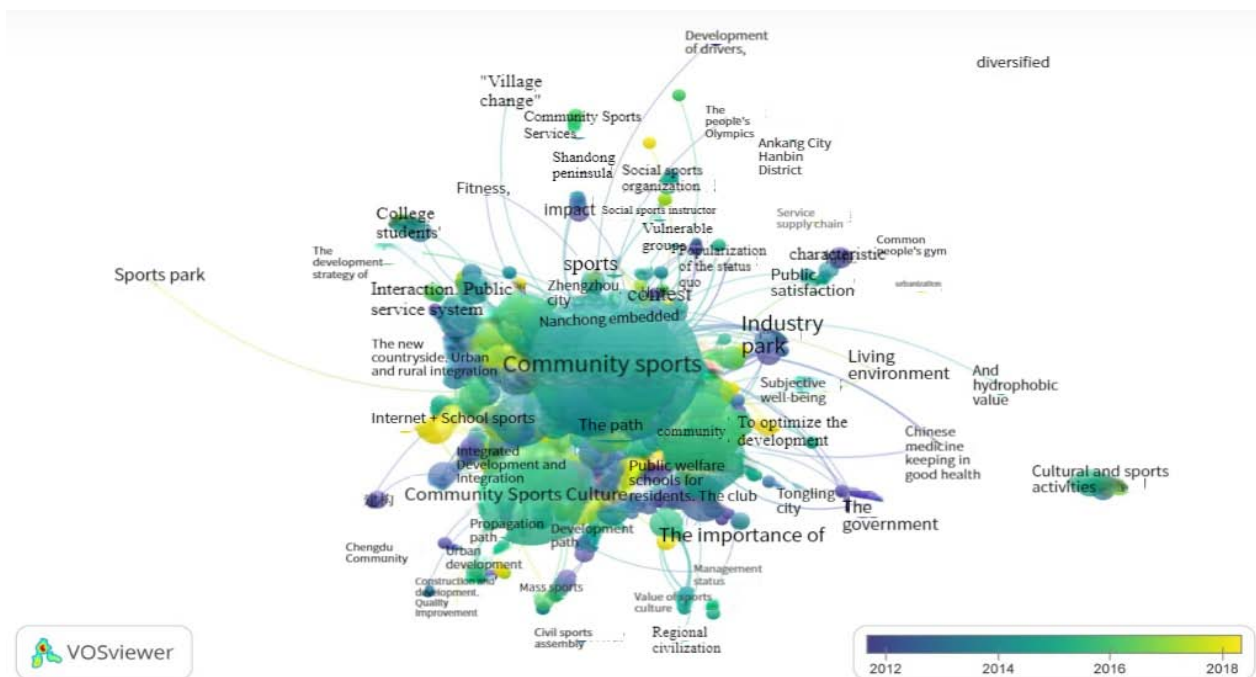 Development
of drivers,
diversified
"Village
change"
Community Sports
Services
The
people's
Olympics
Ankang City
Hanbin
District
Shandong
peninsula
Social sports
organization
Fitness,
impact
Social sports instructor
College
students'
Service
supply chain
Vulnerable
groups
Popularization
of the status
quo
characteristic
Common
people's gym
The
development
strategy of
Sports park
sports
Public
satisfaction
urbanization
Interaction. Public
service system
Zhengzhou
city
contest
Nanchong embedded
Industry
park
The new
countryside. Urban
and rural integration
Community sports
Living
environment
And
hydrophobic
value
Subjective
well-being
Internet + School sports
The path
community
To optimize the
development
Chinese
medicine
keeping in
good health
Integrated
Development and
Integration
Public welfare
schools for
residents. The club
Cultural and sports
activities
Community Sports Culture
Tongling
city
The
government
Propagation
path
Development
path
The importance of
Chengdu
Community
Urban
development
Management
status
Construction and
development.
Quality
Improvement
Mass sports
Value of sports
culture
Civil sports
assembly
Regional
civilization
VOSviewer
2012 2014 2016 2018